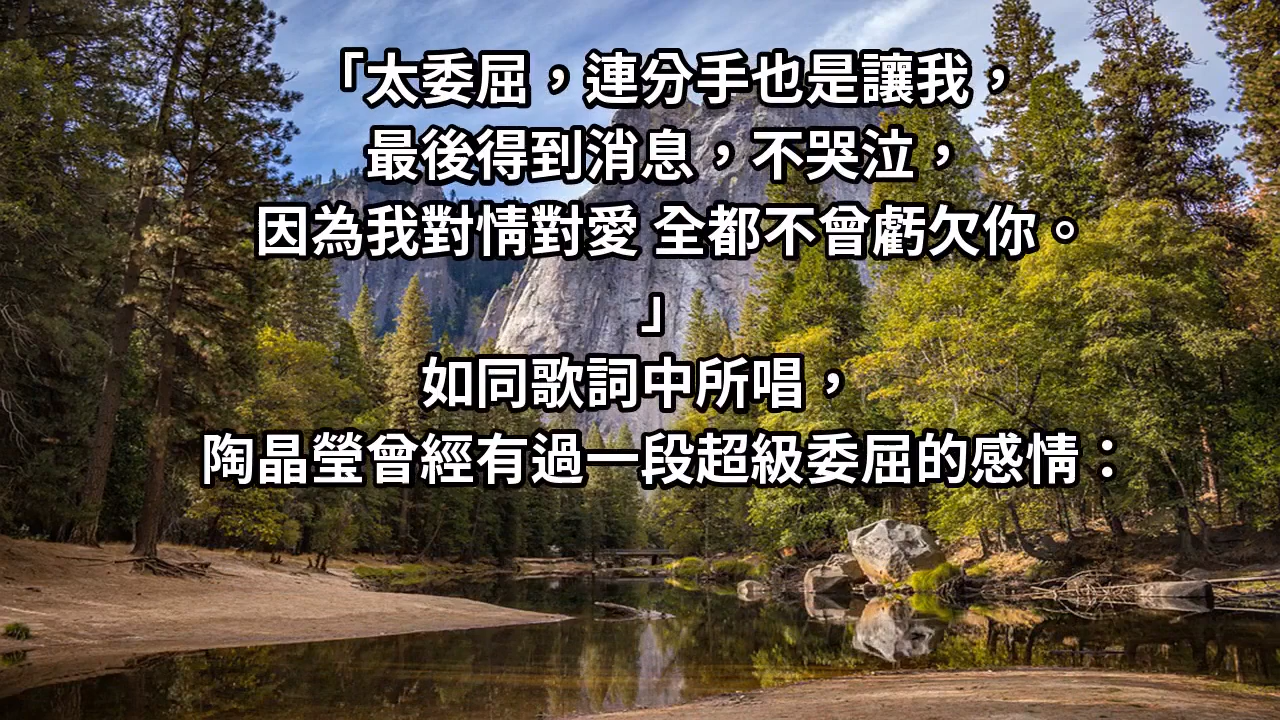 「太委屈，連分手也是讓我，
最後得到消息，不哭泣，
因為我對情對愛 全都不曾虧欠你。
」
如同歌詞中所唱，
陶晶瑩曾經有過一段超級委屈的感情：